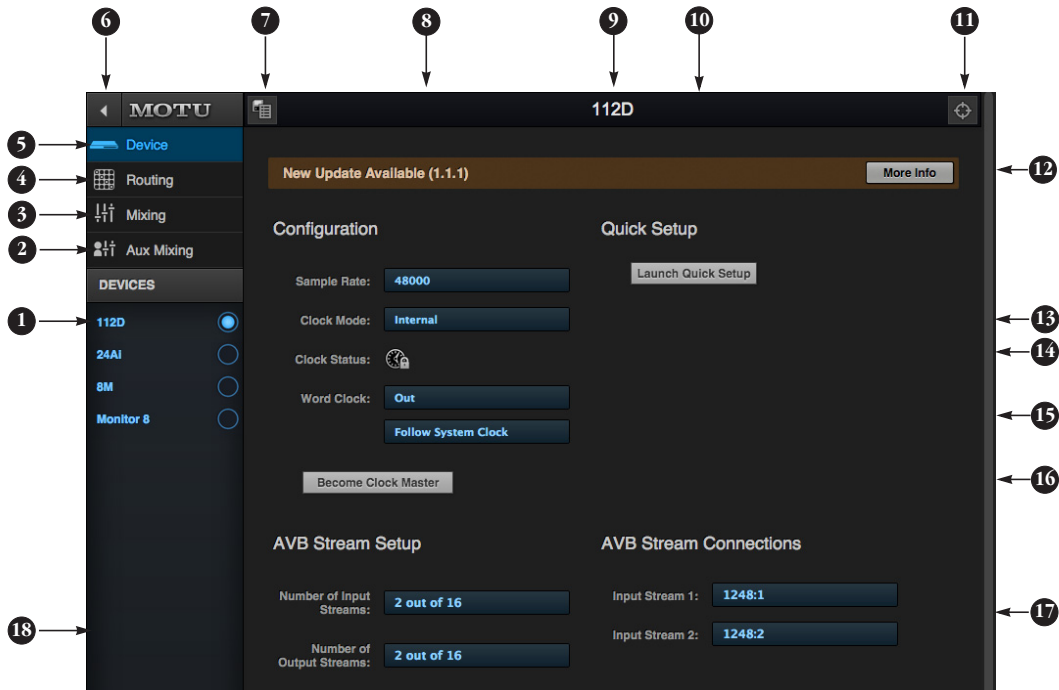 6 7 8 9 10 11
MOTU
112D
5 Device
4 Routing
3 Mixing
2 Aux Mixing
DEVICES
1 112D
24Ai
8M
Monitor 8
18
New Update Available (1.1.1) More Info 12
Configuration
Sample Rate: 48000
Clock Mode: Internal
Clock Status:
Word Clock: Out
Follow System Clock
Become Clock Master
Quick Setup
Launch Quick Setup
13
14
15
16
AVB Stream Setup
Number of Input
Streams: 2 out of 16
Number of
Output Streams: 2 out of 16
AVB Stream Connections
Input Stream 1: 1248:1
Input Stream 2: 1248:2
17